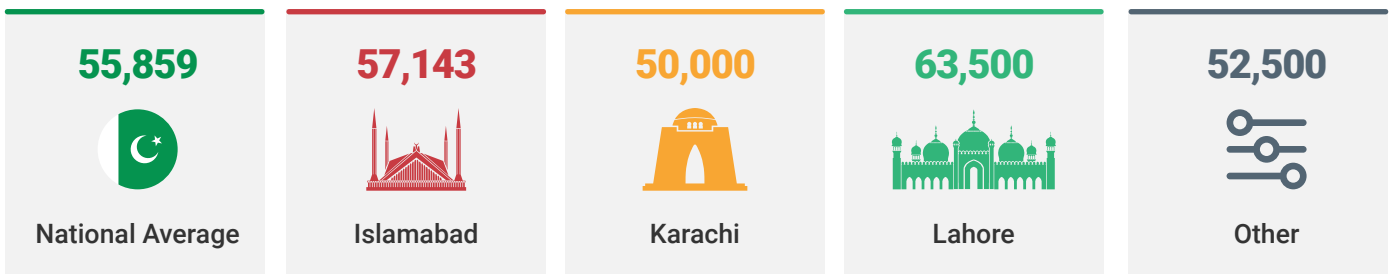 55,859
National Average
57,143
Islamabad
50,000
Karachi
63,500
Lahore
52,500
Other